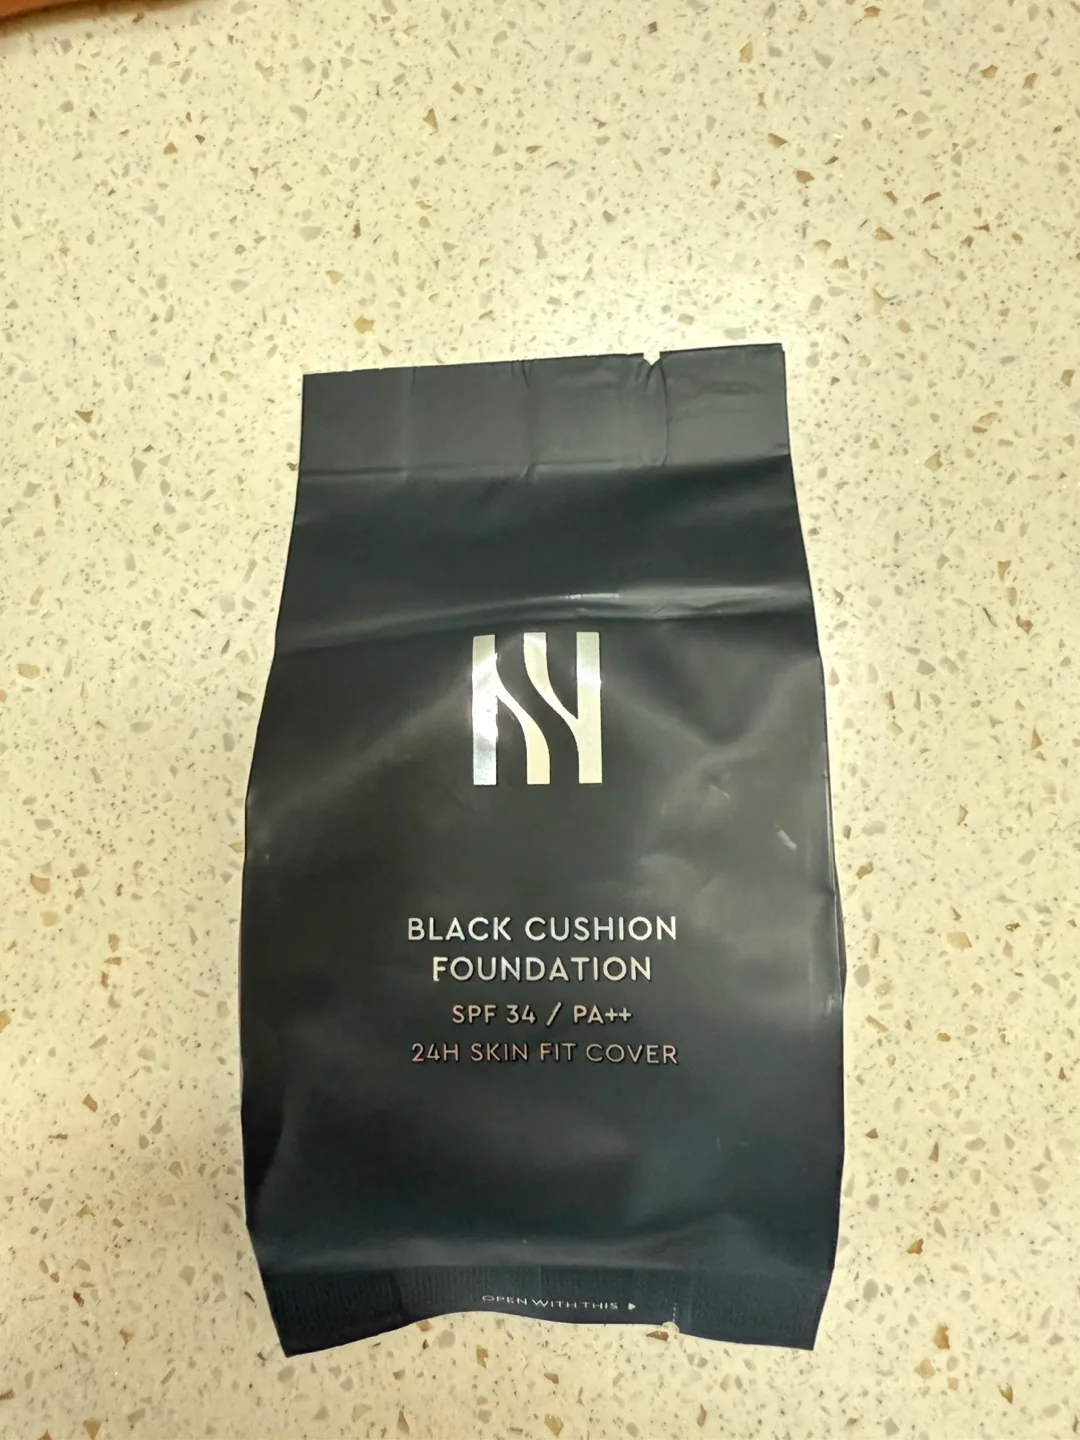 BLACK CUSHION
FOUNDATION
SPF 34 / PA++
24H SKIN FIT COVER
OPEN WITH THIS ▶